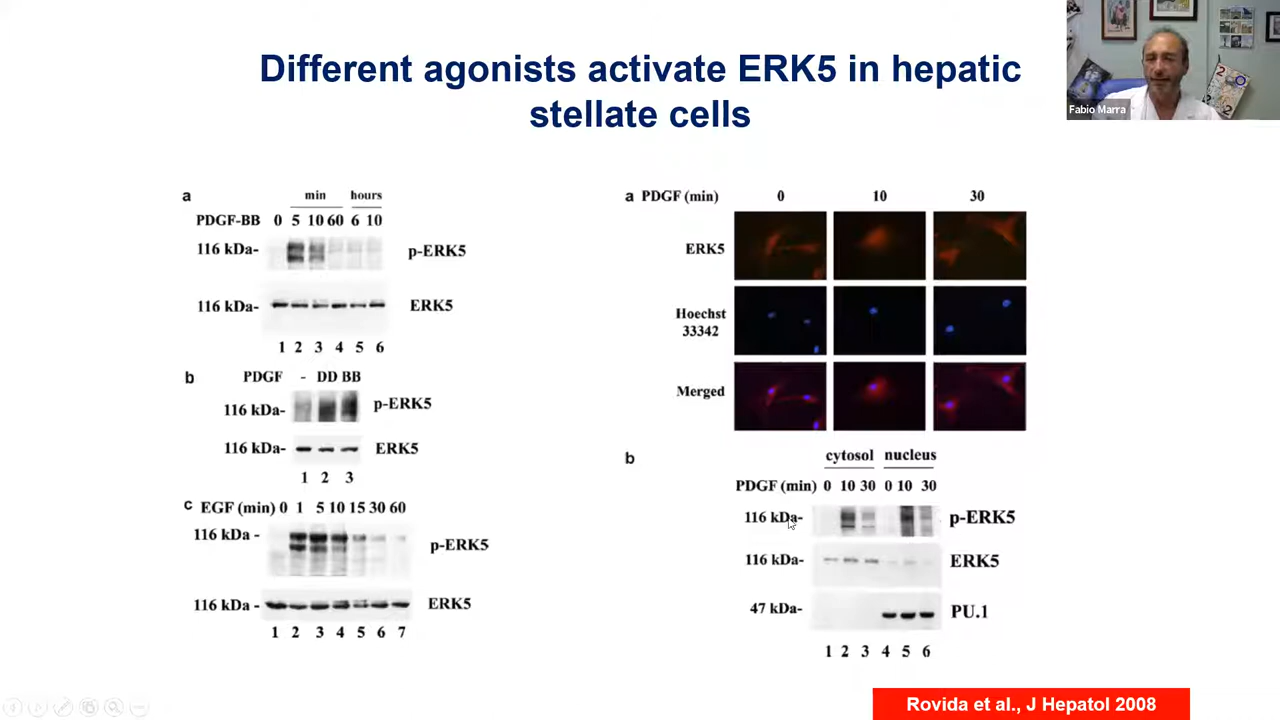 Different agonists activate ERK5 in hepatic
stellate cells
Fabio Marra
a
min hours
PDGF-BB 0 5 10 60 6 10
116 kDa- p-ERK5
116 kDa- ERK5
1 2 3 4 5 6
b PDGF - DD BB
116 kDa- p-ERK5
116 kDa- ERK5
1 2 3
c EGF (min) 0 1 5 10 15 30 60
116 kDa - p-ERK5
116 kDa - ERK5
1 2 3 4 5 6 7
a PDGF (min) 0 10 30
ERK5
Hoechst
33342
Merged
b
cytosol nucleus
PDGF (min) 0 10 30 0 10 30
116 kDa- p-ERK5
116 kDa- ERK5
47 kDa- PU.1
1 2 3 4 5 6
Rovida et al., J Hepatol 2008